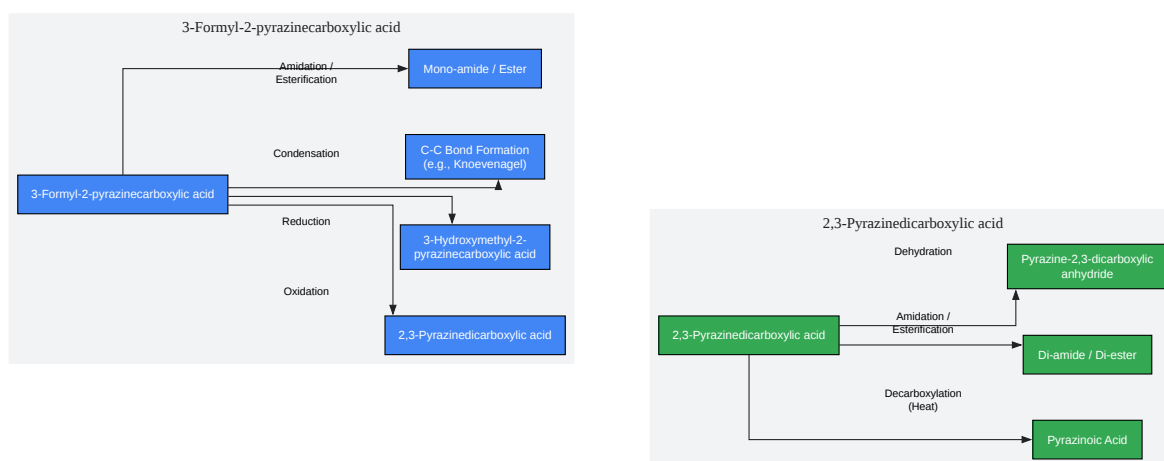 3-Formyl-2-pyrazinecarboxylic acid
Amidation /
Esterification
Mono-amide / Ester
Condensation
C-C Bond Formation
(e.g., Knoevenagel)
3-Formyl-2-pyrazinecarboxylic acid
Reduction
3-Hydroxymethyl-2-
pyrazinecarboxylic acid
Oxidation
2,3-Pyrazinedicarboxylic acid
2,3-Pyrazinedicarboxylic acid
Dehydration
Pyrazine-2,3-dicarboxylic
anhydride
Amidation /
Esterification
2,3-Pyrazinedicarboxylic acid
Di-amide / Di-ester
Decarboxylation
(Heat)
Pyrazinoic Acid